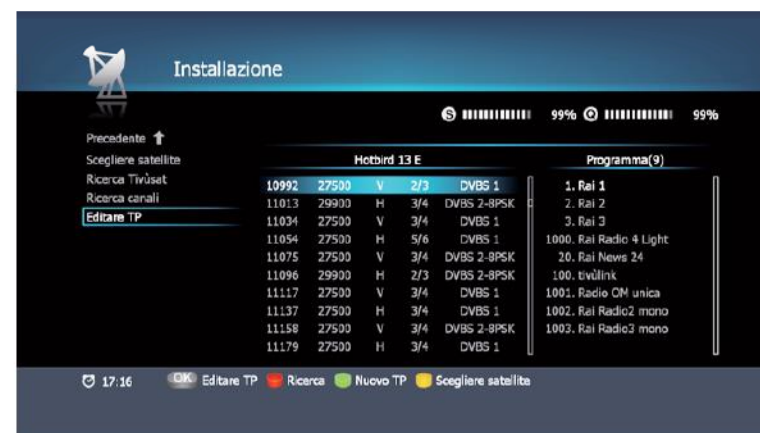 Installazione
S 99% Q 99%
Precedente
Scegliere satellite
Ricerca Tivùsat
Ricerca canali
Editare TP
Hotbird 13 E
10992 27500 V 2/3 DVBS 1
11013 29900 H 3/4 DVBS 2-8PSK
11034 27500 V 3/4 DVBS 1
11054 27500 H 5/6 DVBS 1
11075 27500 V 3/4 DVBS 2-8PSK
11096 29900 H 2/3 DVBS 2-8PSK
11117 27500 V 3/4 DVBS 1
11137 27500 H 3/4 DVBS 1
11158 27500 V 3/4 DVBS 2-8PSK
11179 27500 H 3/4 DVBS 1
Programma(9)
1. Rai 1
2. Rai 2
3. Rai 3
1000. Rai Radio 4 Light
20. Rai News 24
100. tivùlink
1001. Radio OM unica
1002. Rai Radio2 mono
1003. Rai Radio3 mono
17:16 OK Editare TP Ricerca Nuovo TP Scegliere satellite